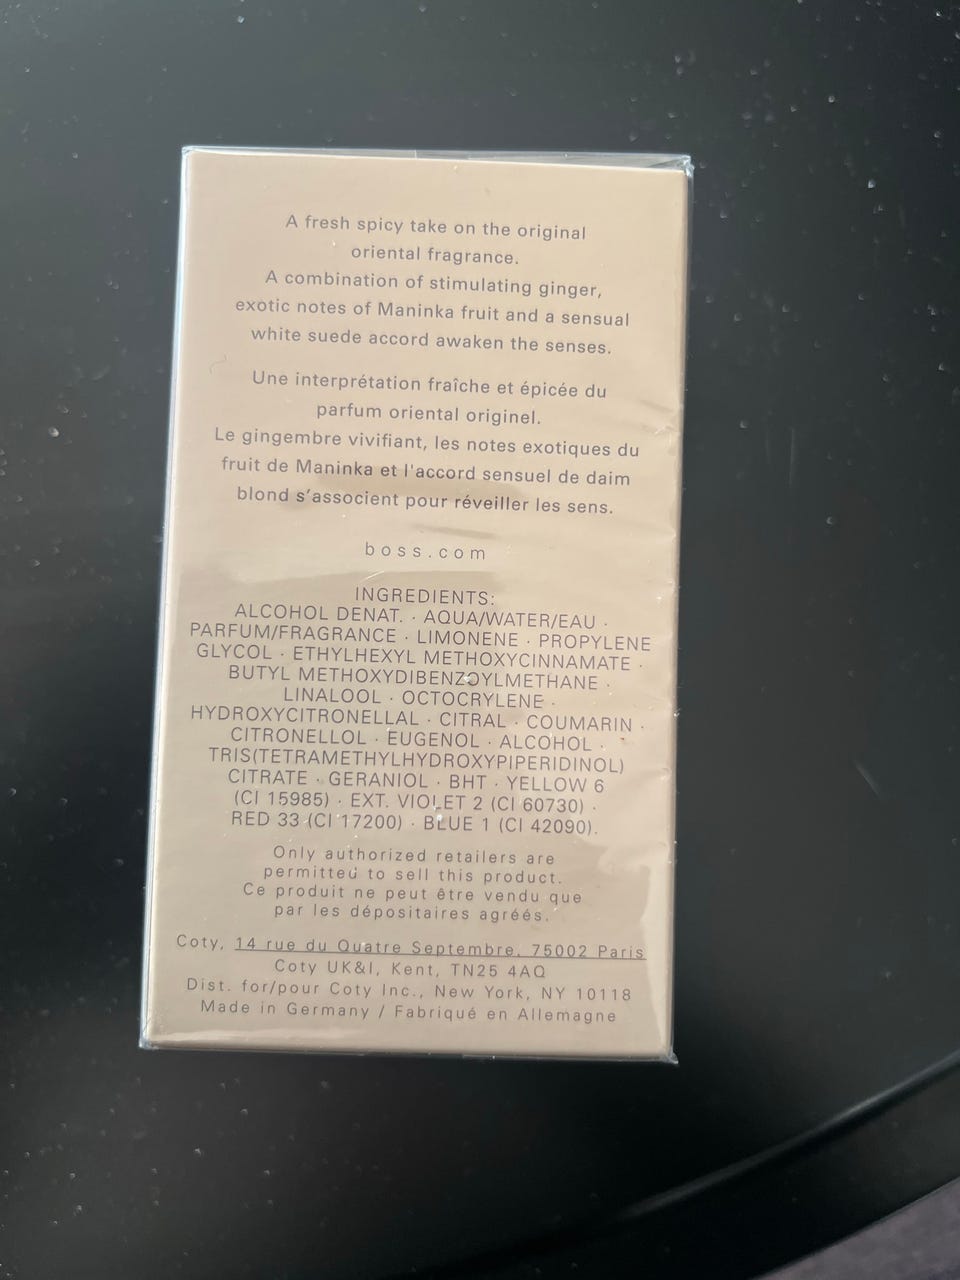 A fresh spicy take on the original
oriental fragrance.
A combination of stimulating ginger,
exotic notes of Maninka fruit and a sensual
white suede accord awaken the senses.
Une interprétation fraîche et épicée du
parfum oriental originel.
Le gingembre vivifiant, les notes exotiques du
fruit de Maninka et l'accord sensuel de daim
blond s’associent pour réveiller les sens.
boss.com
INGREDIENTS:
ALCOHOL DENAT. · AQUA/WATER/EAU ·
PARFUM/FRAGRANCE · LIMONENE · PROPYLENE
GLYCOL · ETHYLHEXYL METHOXYCINNAMATE ·
BUTYL METHOXYDIBENZOYLMETHANE ·
LINALOOL · OCTOCRYLENE ·
HYDROXYCITRONELLAL · CITRAL · COUMARIN ·
CITRONELLOL · EUGENOL · ALCOHOL ·
TRIS(TETRAMETHYLHYDROXYPIPERIDINOL)
CITRATE · GERANIOL · BHT · YELLOW 6
(CI 15985) · EXT. VIOLET 2 (CI 60730) ·
RED 33 (CI 17200) · BLUE 1 (CI 42090).
Only authorized retailers are
permitted to sell this product.
Ce produit ne peut être vendu que
par les dépositaires agréés.
Coty, 14 rue du Quatre Septembre, 75002 Paris
Coty UK&I, Kent, TN25 4AQ
Dist. for/pour Coty Inc., New York, NY 10118
Made in Germany / Fabriqué en Allemagne